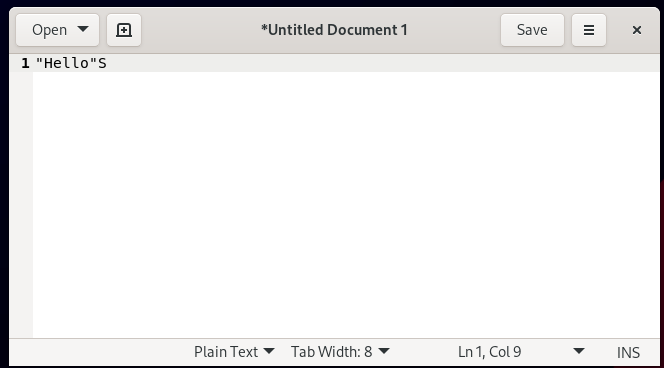 Open
*Untitled Document 1
Save
1 "Hello"S
Plain Text Tab Width: 8 Ln 1, Col 9 INS